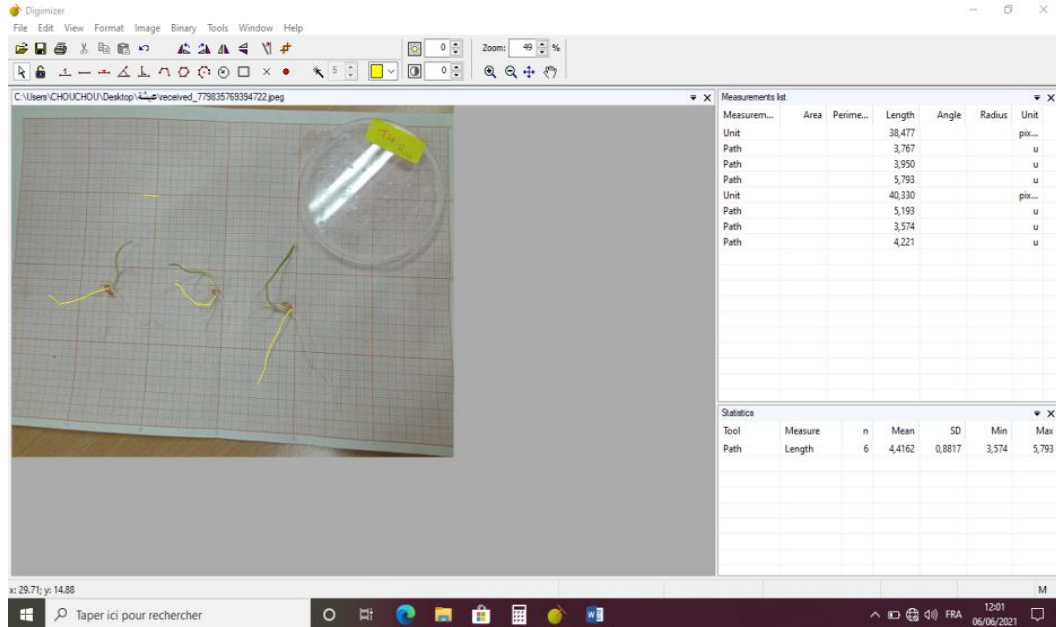 Digimizer
File Edit View Format Image Binary Tools Window Help
0 Zoom: 49 %
5 0
C:\Users\CHOUCHOU\Desktop\عيشة\received_779835769394722.jpeg
Measurements list
Measurem... Area Perime... Length Angle Radius Unit
Unit 38,477 pix...
Path 3,767 u
Path 3,950 u
Path 5,793 u
Unit 40,330 pix...
Path 5,193 u
Path 3,574 u
Path 4,221 u
Statistics
Tool Measure n Mean SD Min Max
Path Length 6 4,4162 0,8817 3,574 5,793
x: 29.71; y: 14.88 M
Taper ici pour rechercher FRA 12:01
06/06/2021